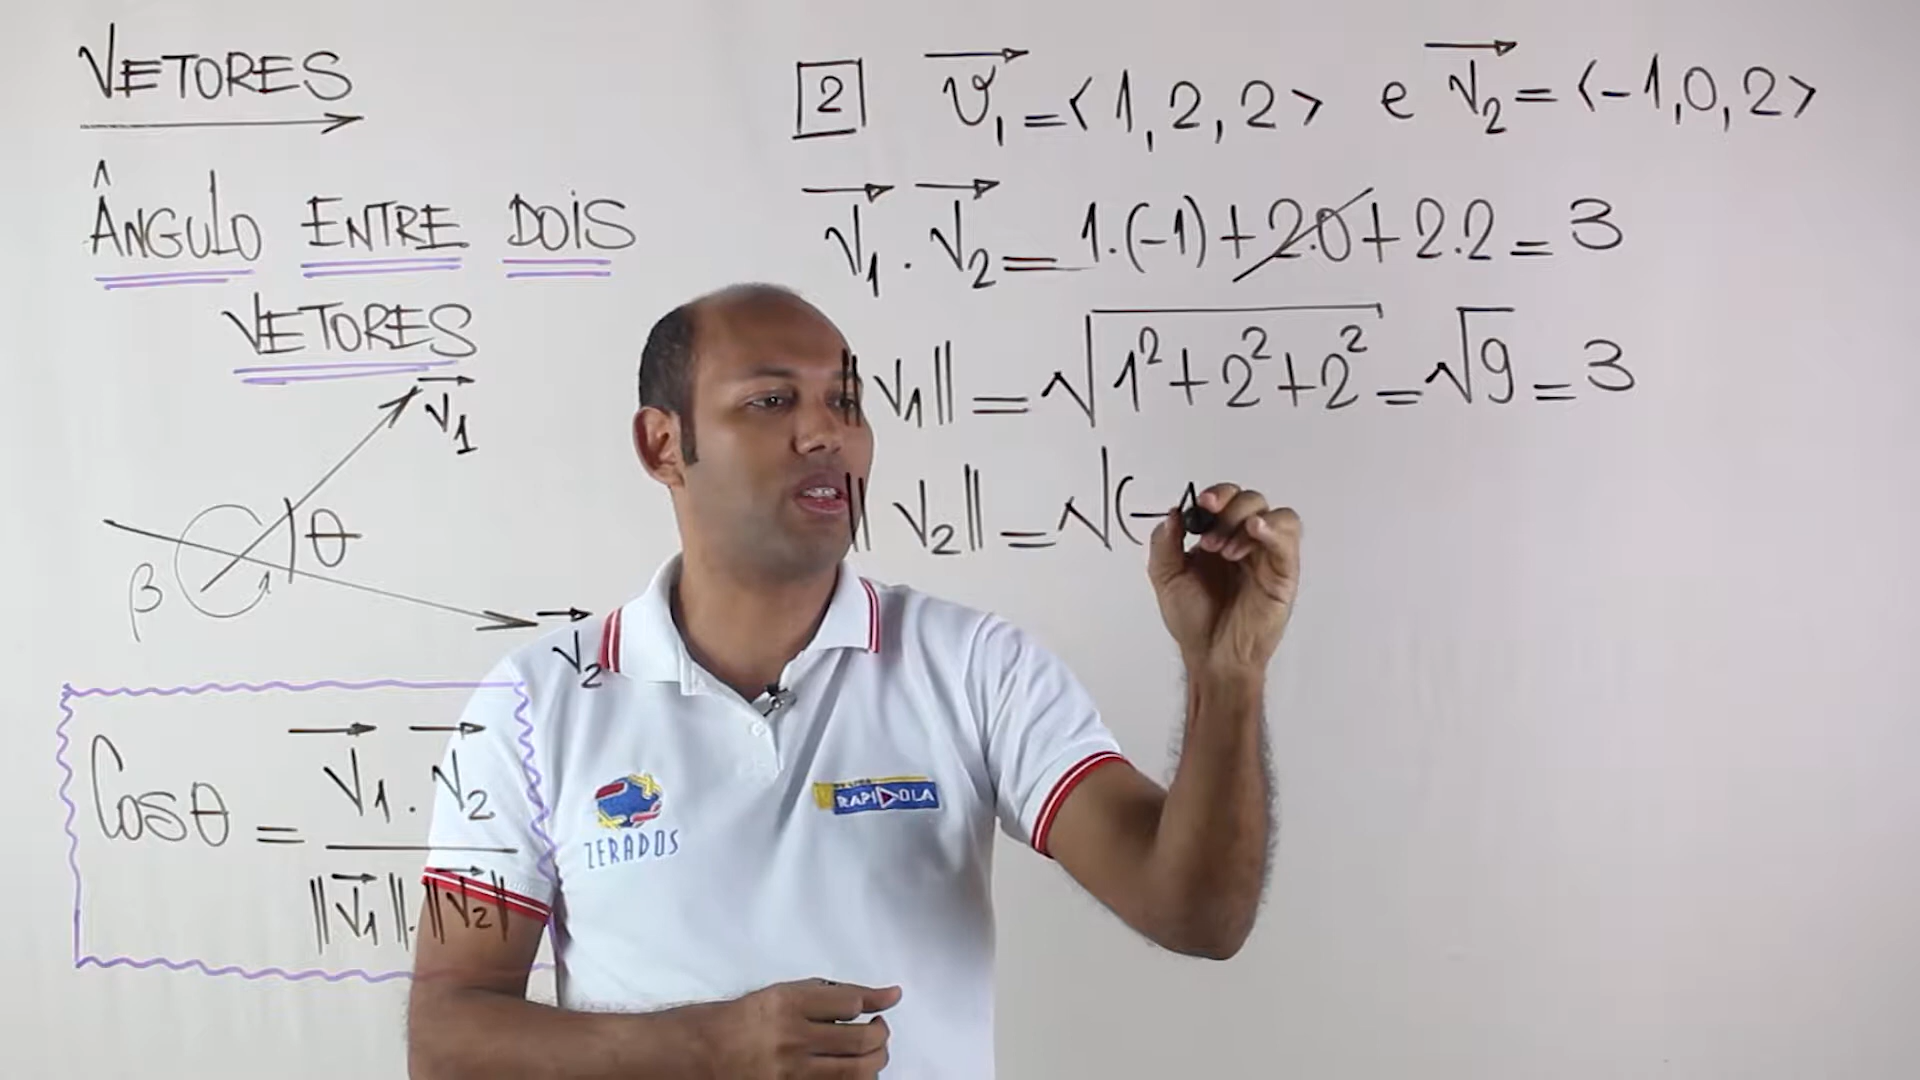 VETORES
ÂNGULO ENTRE DOIS
VETORES
V₁
θ
β
V₂
Cosθ = V₁ . V₂ / ||V₁|| . ||V₂||
2 V₁ = <1, 2, 2> e V₂ = <-1, 0, 2>
V₁ . V₂ = 1.(-1) + 2.0 + 2.2 = 3
||V₁|| = √1² + 2² + 2² = √9 = 3
||V₂|| = √(-1
ZERADOS
RAPIDOLA